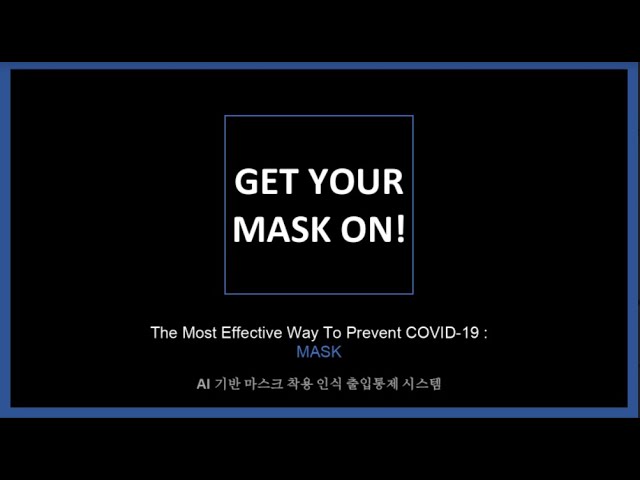 GET YOUR
MASK ON!
The Most Effective Way To Prevent COVID-19 :
MASK
AI 기반 마스크 착용 인식 출입통제 시스템